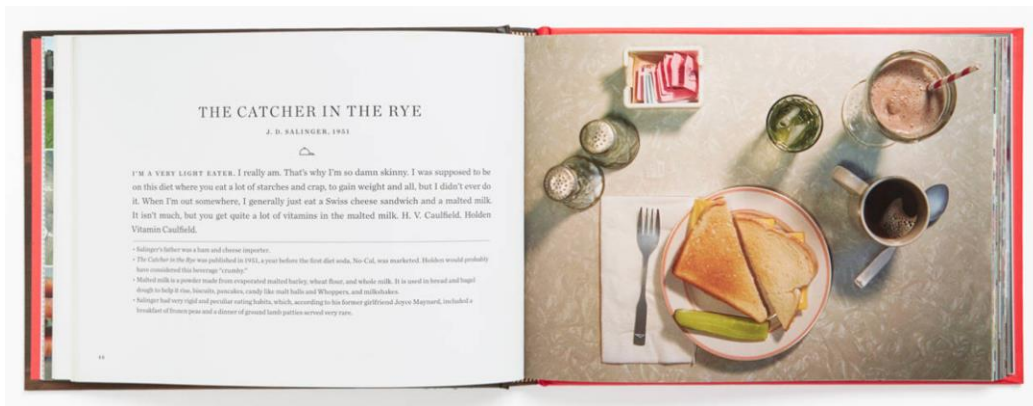 THE CATCHER IN THE RYE
J. D. SALINGER, 1951
I'M A VERY LIGHT EATER. I really am. That's why I'm so damn skinny. I was supposed to be
on this diet where you eat a lot of starches and crap, to gain weight and all, but I didn't ever do
it. When I'm out somewhere, I generally just eat a Swiss cheese sandwich and a malted milk.
It isn't much, but you get quite a lot of vitamins in the malted milk. H. V. Caulfield. Holden
Vitamin Caulfield.
• Salinger's father was a ham and cheese importer.
• The Catcher in the Rye was published in 1951, a year before the first diet soda, No-Cal, was marketed. Holden would probably
have considered this beverage "crumby."
• Malted milk is a powder made from evaporated malted barley, wheat flour, and whole milk. It is used in bread and bagel
dough to help it rise, biscuits, pancakes, candy like malt balls and Whoppers, and milkshakes.
• Salinger had very rigid and peculiar eating habits, which, according to his former girlfriend Joyce Maynard, included a
breakfast of frozen peas and a dinner of ground lamb patties served very rare.